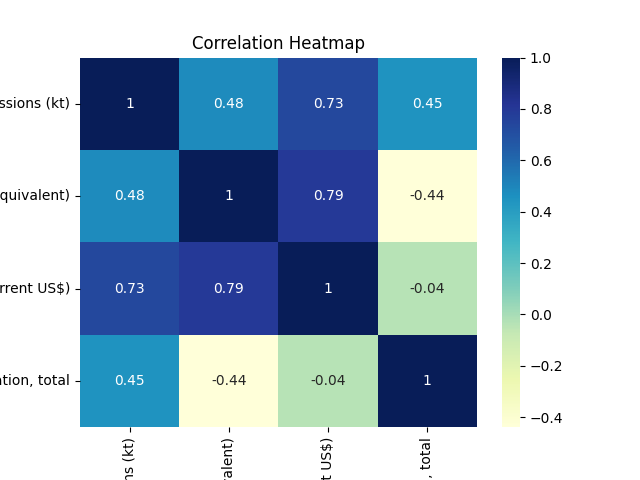 Correlation Heatmap
ssions (kt) 1 0.48 0.73 0.45
quivalent) 0.48 1 0.79 -0.44
rrent US$) 0.73 0.79 1 -0.04
ation, total 0.45 -0.44 -0.04 1
ns (kt)
valent)
t US$)
, total
1.0
0.8
0.6
0.4
0.2
0.0
−0.2
−0.4